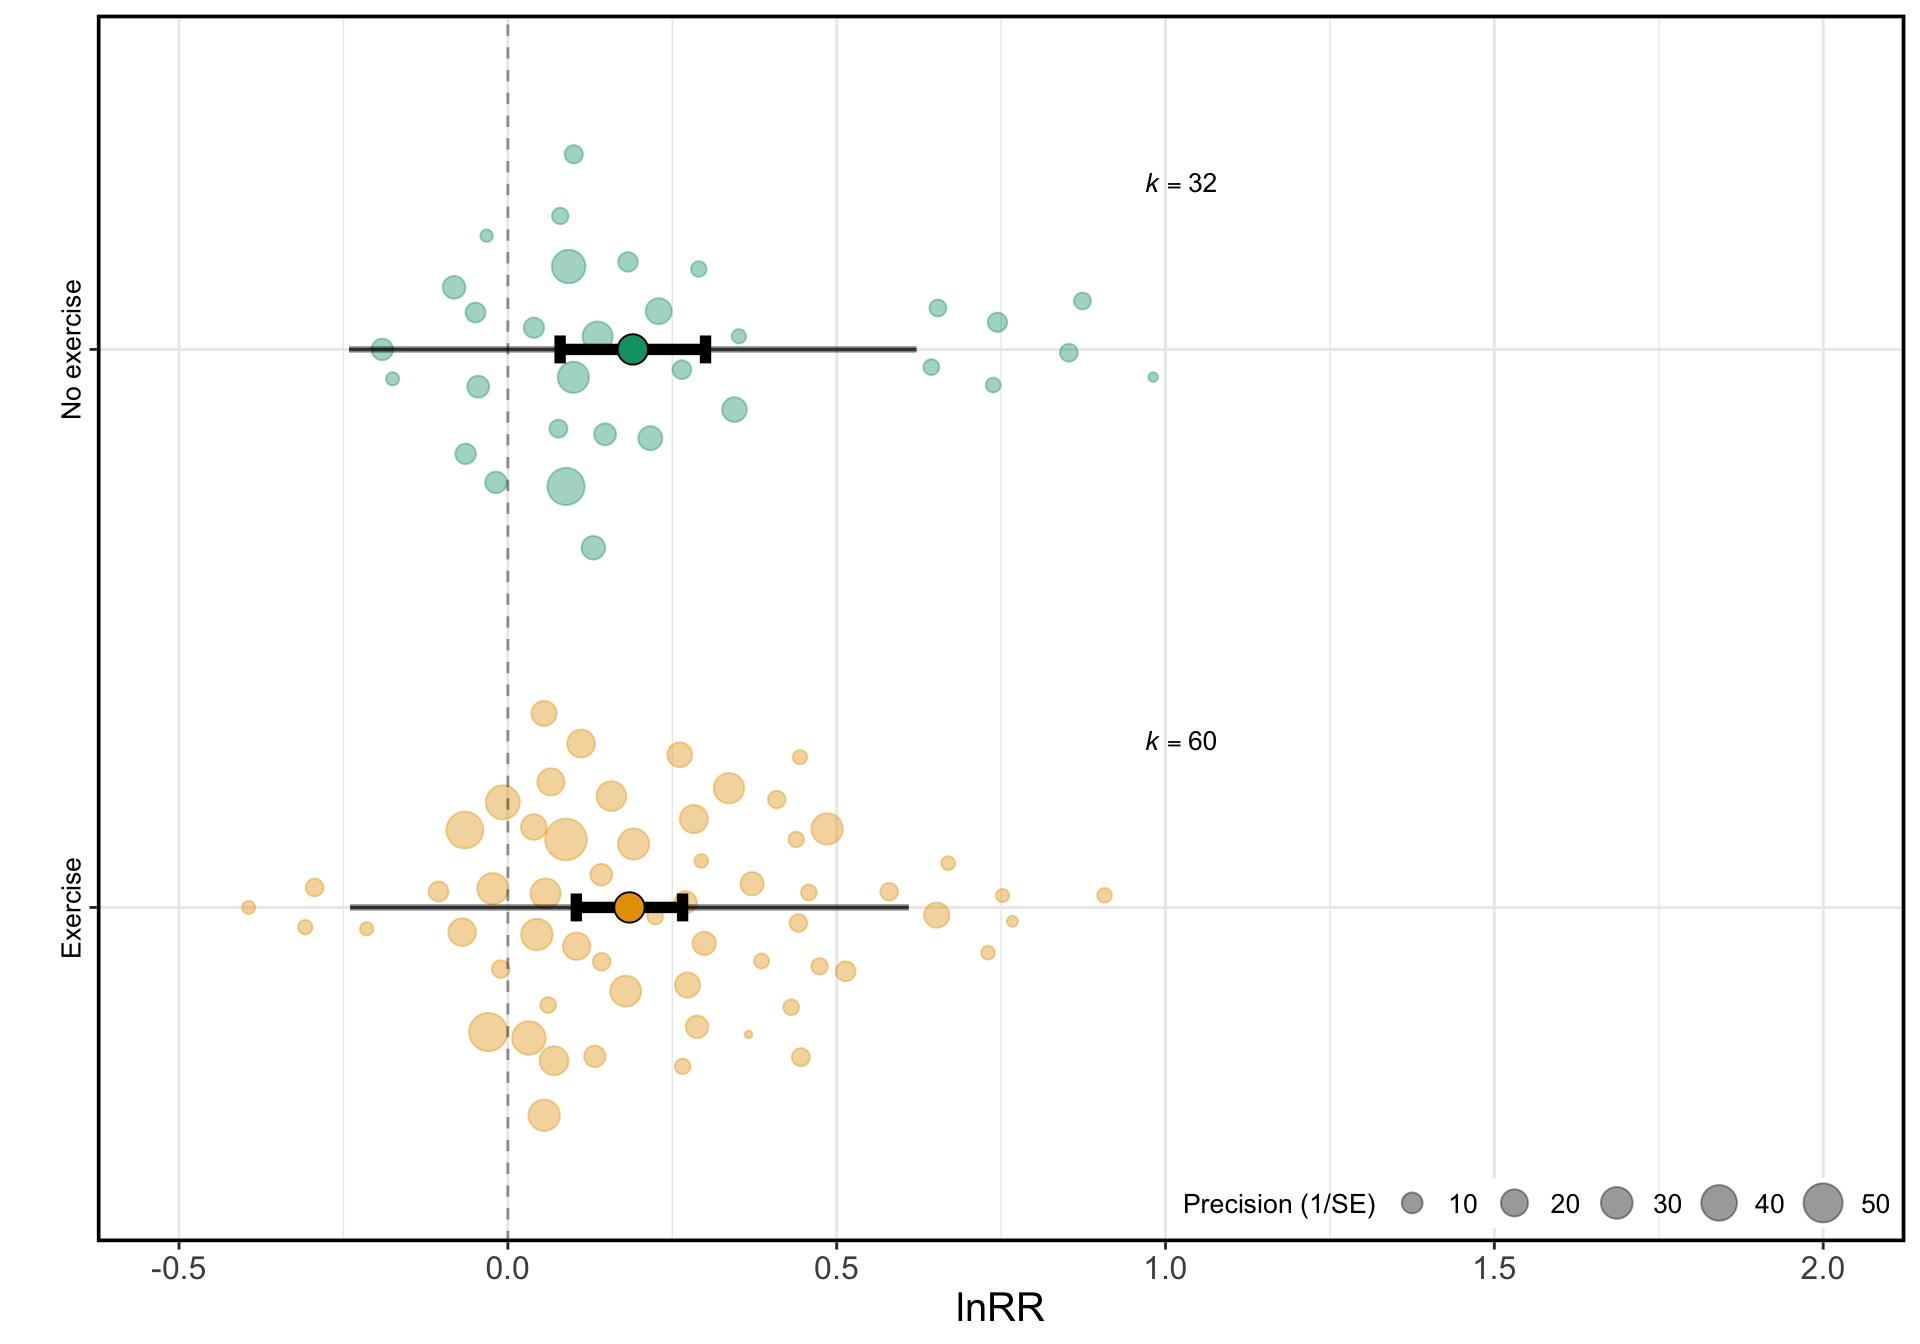 No exercise
k = 32
Exercise
k = 60
Precision (1/SE) 10 20 30 40 50
-0.5 0.0 0.5 1.0 1.5 2.0
lnRR